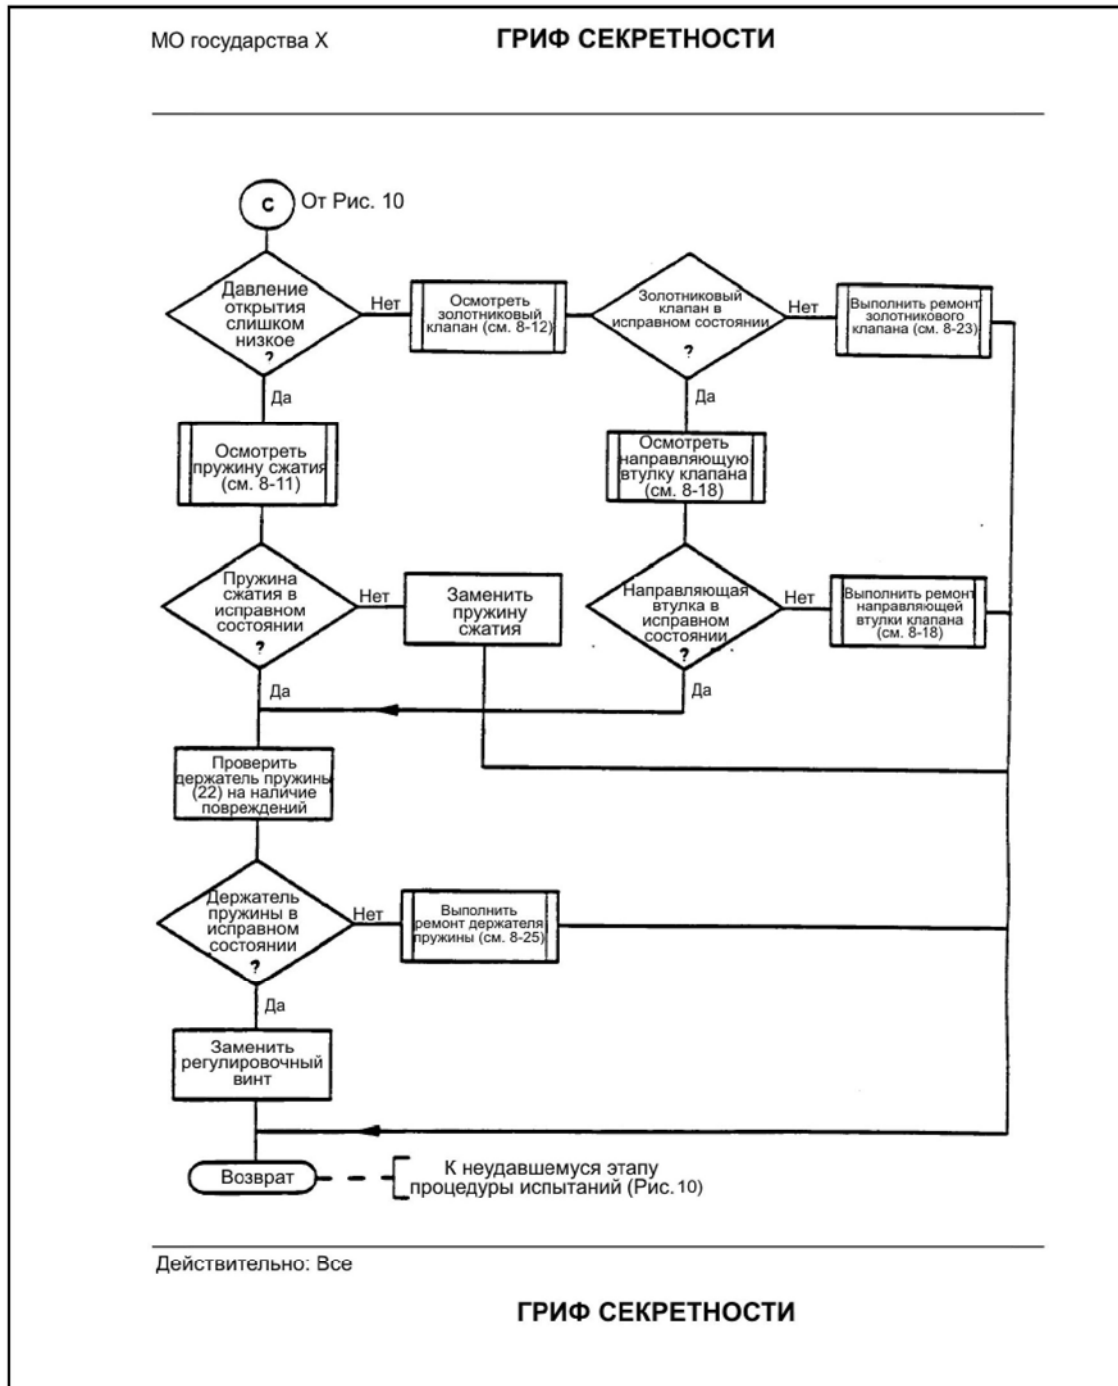 МО государства X
ГРИФ СЕКРЕТНОСТИ
С
От Рис. 10
Давление
открытия
слишком
низкое
?
Нет
Осмотреть
золотниковый
клапан (см. 8-12)
Золотниковый
клапан в
исправном состоянии
?
Нет
Выполнить ремонт
золотникового
клапана (см. 8-23)
Да
Да
Осмотреть
пружину сжатия
(см. 8-11)
Осмотреть
направляющую
втулку клапана
(см. 8-18)
Пружина
сжатия в
исправном
состоянии
?
Нет
Заменить
пружину
сжатия
Направляющая
втулка в
исправном
состоянии
?
Нет
Выполнить ремонт
направляющей
втулки клапана
(см. 8-18)
Да
Да
Проверить
держатель пружины
(22) на наличие
повреждений
Держатель
пружины в
исправном
состоянии
?
Нет
Выполнить
ремонт держателя
пружины (см. 8-25)
Да
Заменить
регулировочный
винт
Возврат
К неудавшемуся этапу
процедуры испытаний (Рис. 10)
Действительно: Все
ГРИФ СЕКРЕТНОСТИ